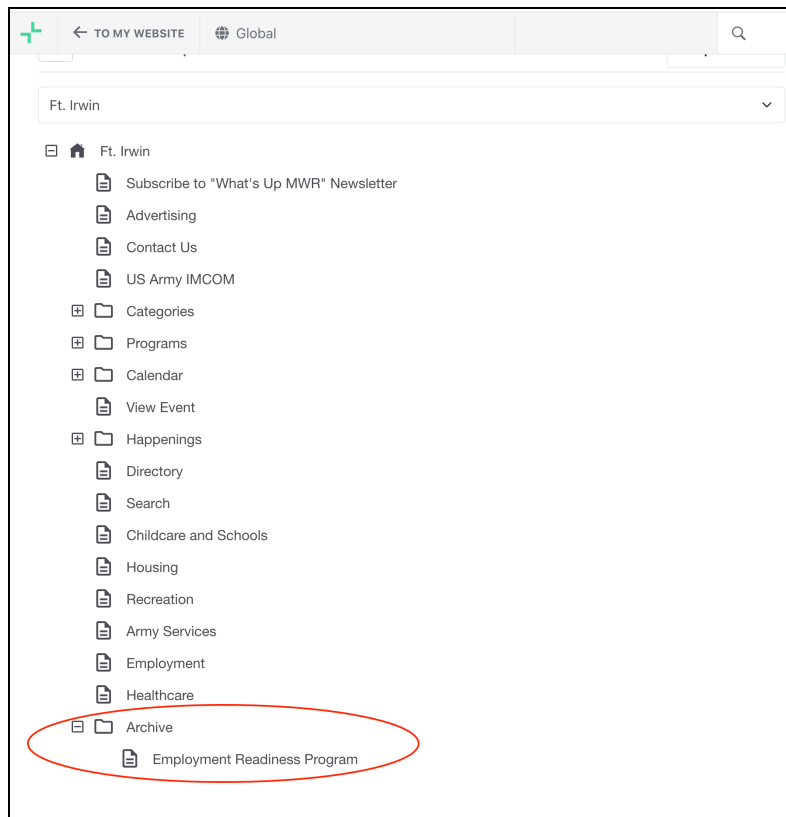 TO MY WEBSITE
Global
Ft. Irwin
Ft. Irwin
Subscribe to "What's Up MWR" Newsletter
Advertising
Contact Us
US Army IMCOM
Categories
Programs
Calendar
View Event
Happenings
Directory
Search
Childcare and Schools
Housing
Recreation
Army Services
Employment
Healthcare
Archive
Employment Readiness Program